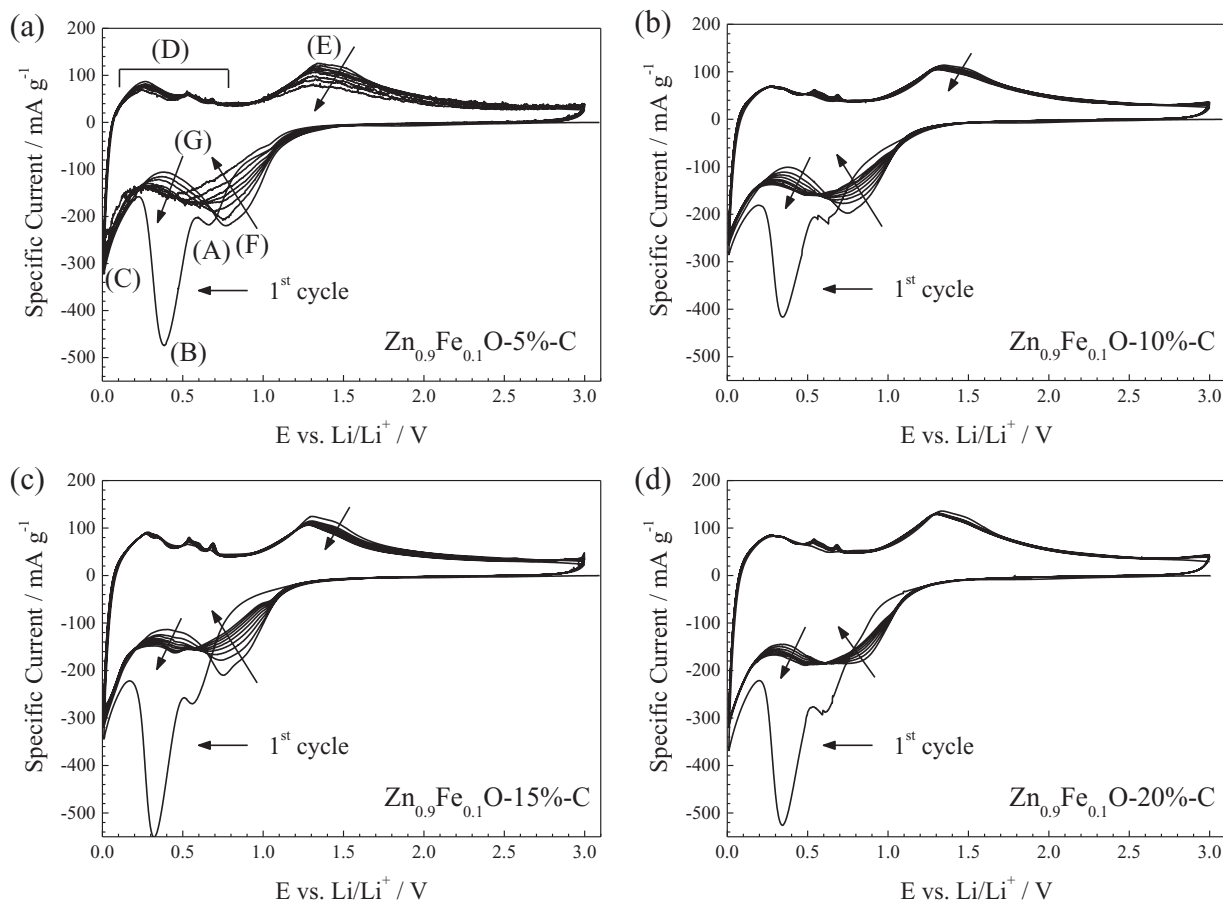 (a)
200
100
0
-100
-200
-300
-400
-500
Specific Current / mA g-1
(D)
(E)
(G)
(A)
(F)
(C)
(B)
1st cycle
Zn0.9Fe0.1O-5%-C
0.0 0.5 1.0 1.5 2.0 2.5 3.0
E vs. Li/Li+ / V
(b)
200
100
0
-100
-200
-300
-400
-500
Specific Current / mA g-1
1st cycle
Zn0.9Fe0.1O-10%-C
0.0 0.5 1.0 1.5 2.0 2.5 3.0
E vs. Li/Li+ / V
(c)
200
100
0
-100
-200
-300
-400
-500
Specific Current / mA g-1
1st cycle
Zn0.9Fe0.1O-15%-C
0.0 0.5 1.0 1.5 2.0 2.5 3.0
E vs. Li/Li+ / V
(d)
200
100
0
-100
-200
-300
-400
-500
Specific Current / mA g-1
1st cycle
Zn0.9Fe0.1O-20%-C
0.0 0.5 1.0 1.5 2.0 2.5 3.0
E vs. Li/Li+ / V